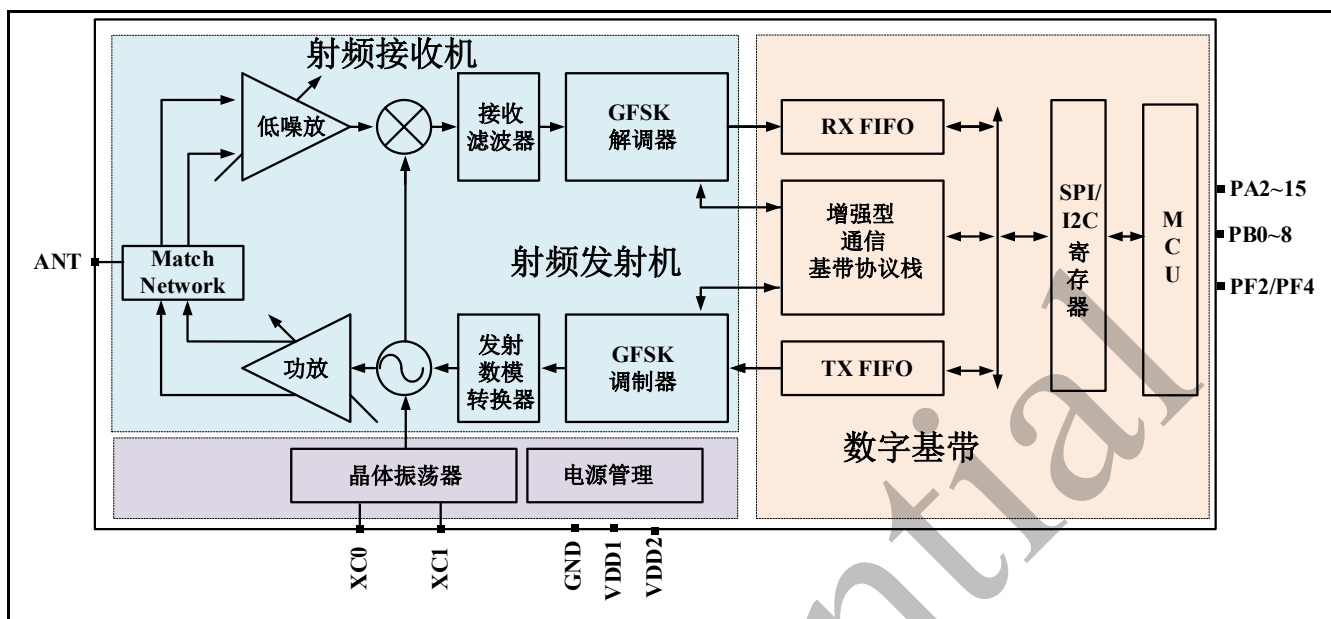 射频接收机
低噪放
接收
滤波器
GFSK
解调器
RX FIFO
增强型
通信
基带协议栈
SPI/
I2C
寄
存
器
M
C
U
PA2~15
PB0~8
PF2/PF4
ANT
Match
Network
射频发射机
功放
发射
数模
转换器
GFSK
调制器
TX FIFO
数字基带
晶体振荡器
电源管理
XC0
XC1
GND
VDD1
VDD2
ntial